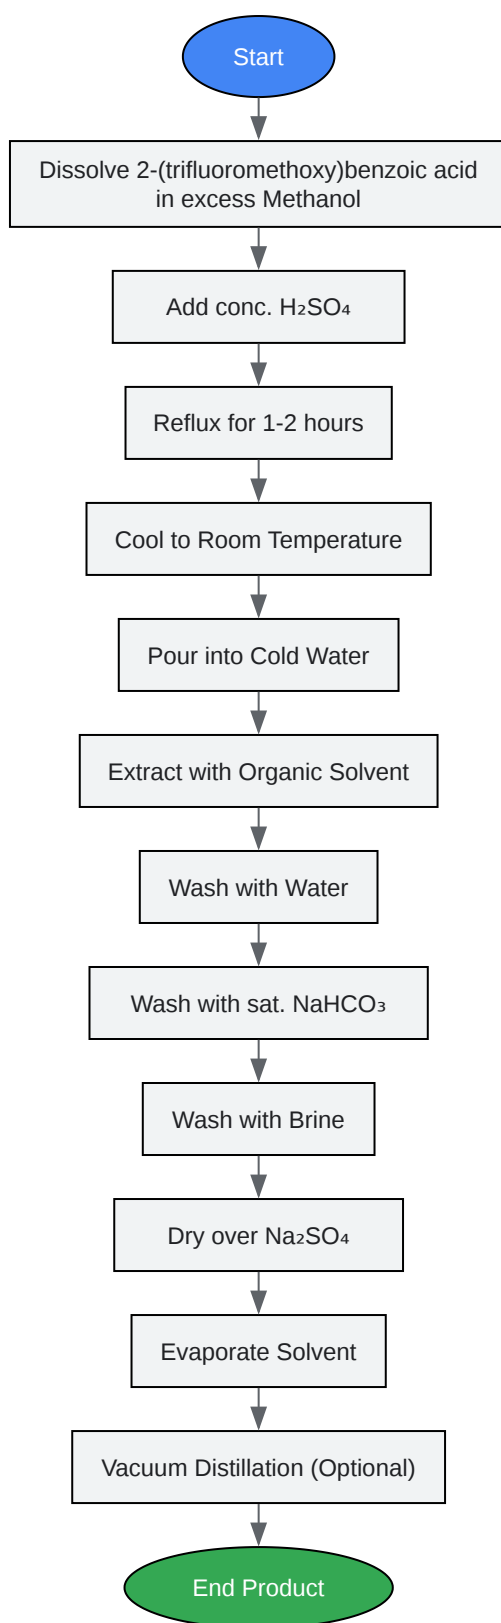 Start
Dissolve 2-(trifluoromethoxy)benzoic acid
in excess Methanol
Add conc. H₂SO₄
Reflux for 1-2 hours
Cool to Room Temperature
Pour into Cold Water
Extract with Organic Solvent
Wash with Water
Wash with sat. NaHCO₃
Wash with Brine
Dry over Na₂SO₄
Evaporate Solvent
Vacuum Distillation (Optional)
End Product